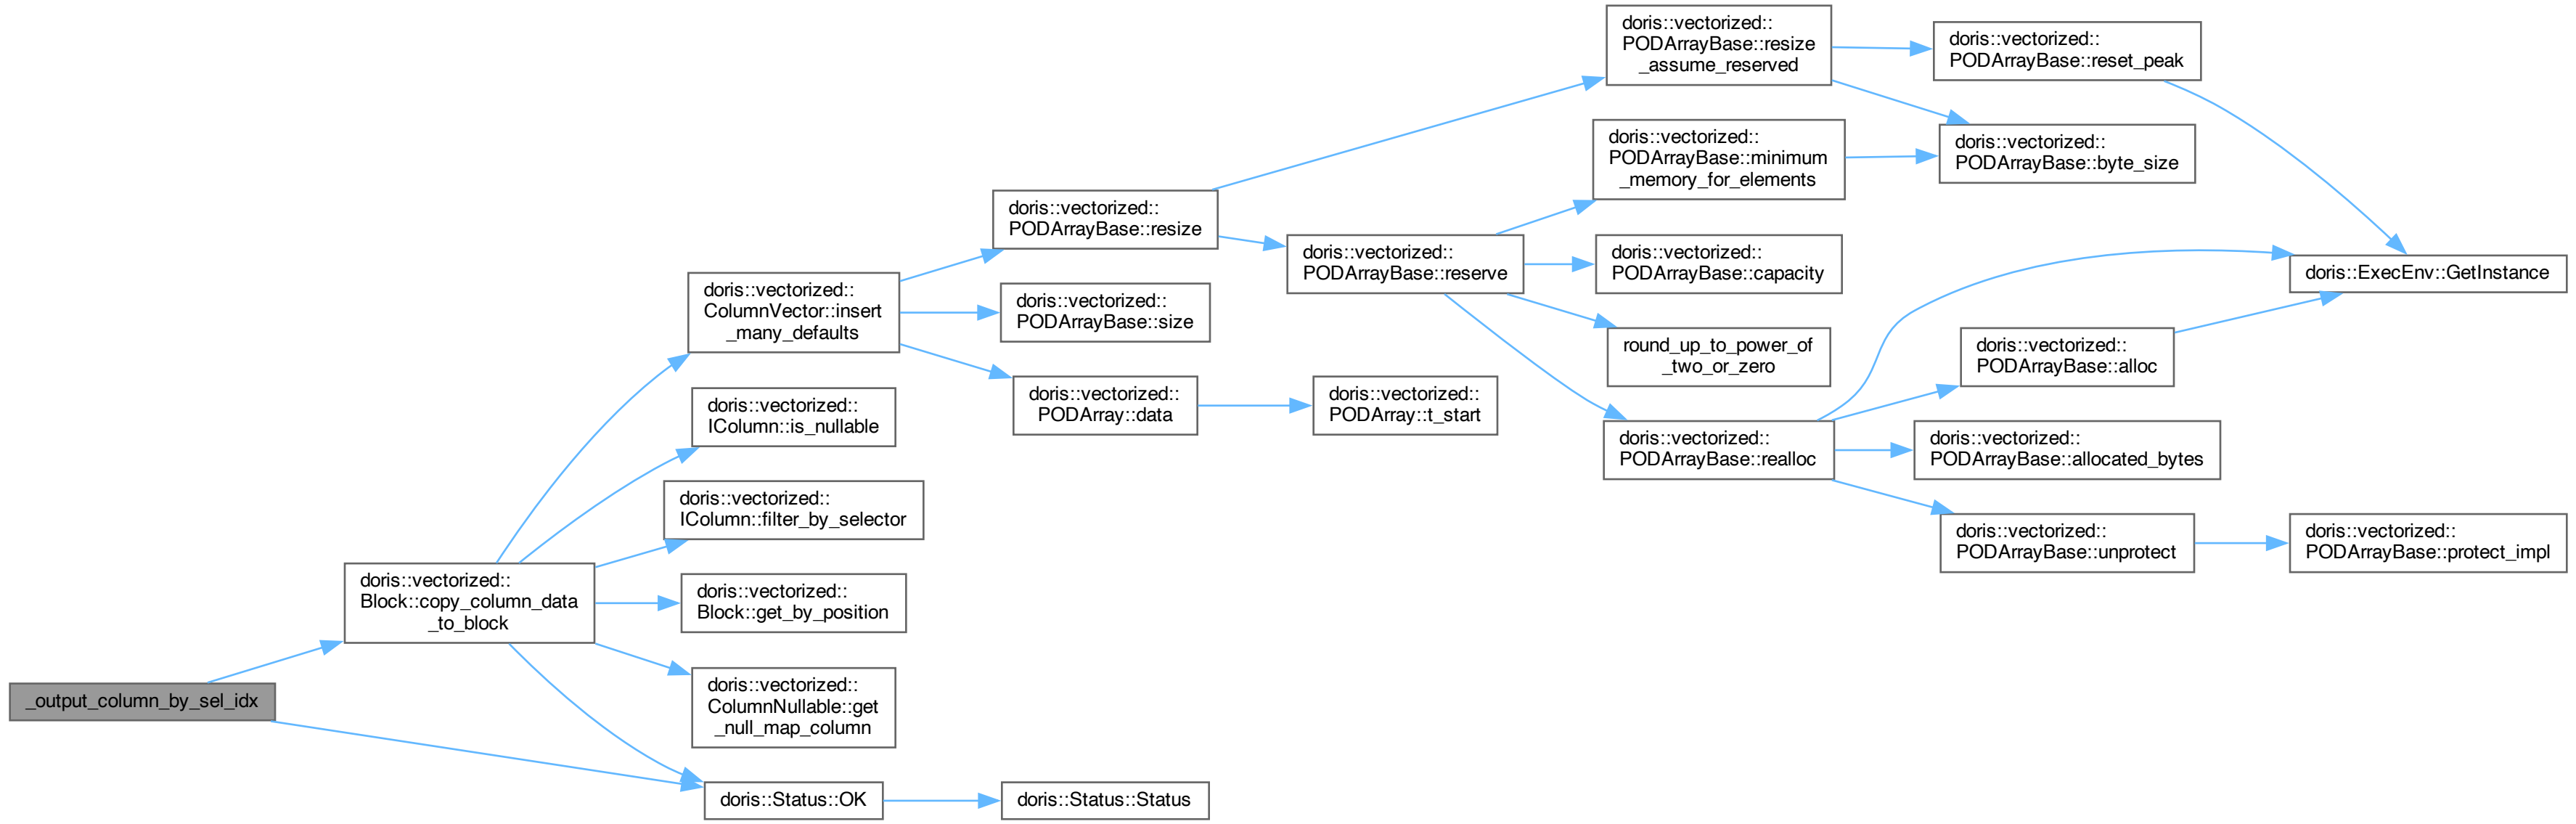 _output_column_by_sel_idx
doris::vectorized::
Block::copy_column_data
_to_block
doris::vectorized::
ColumnVector::insert
_many_defaults
doris::vectorized::
IColumn::is_nullable
doris::vectorized::
IColumn::filter_by_selector
doris::vectorized::
Block::get_by_position
doris::vectorized::
ColumnNullable::get
_null_map_column
doris::Status::OK
doris::vectorized::
PODArrayBase::resize
doris::vectorized::
PODArrayBase::size
doris::vectorized::
PODArray::data
doris::Status::Status
doris::vectorized::
PODArrayBase::reserve
doris::vectorized::
PODArray::t_start
doris::vectorized::
PODArrayBase::resize
_assume_reserved
doris::vectorized::
PODArrayBase::minimum
_memory_for_elements
doris::vectorized::
PODArrayBase::capacity
round_up_to_power_of
_two_or_zero
doris::vectorized::
PODArrayBase::realloc
doris::vectorized::
PODArrayBase::reset_peak
doris::vectorized::
PODArrayBase::byte_size
doris::vectorized::
PODArrayBase::alloc
doris::vectorized::
PODArrayBase::allocated_bytes
doris::vectorized::
PODArrayBase::unprotect
doris::ExecEnv::GetInstance
doris::vectorized::
PODArrayBase::protect_impl